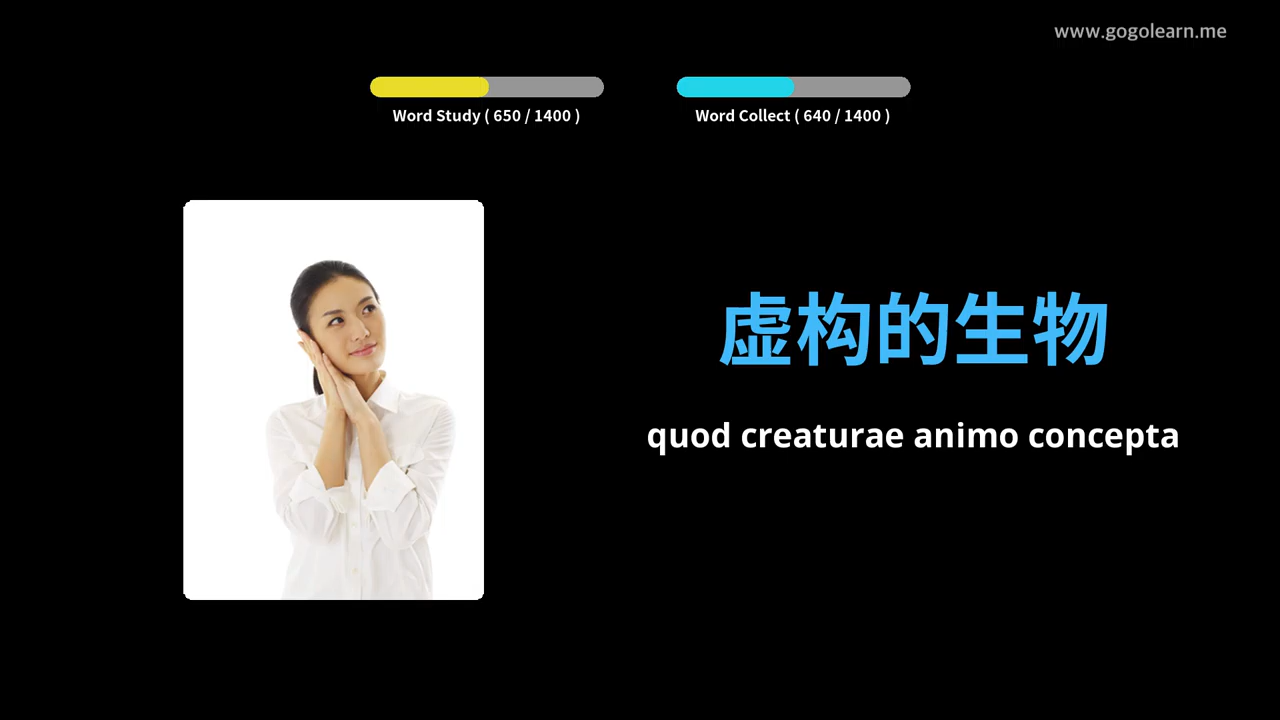 www.gogolearn.me
Word Study ( 650 / 1400 )
Word Collect ( 640 / 1400 )
虚构的生物
quod creaturae animo concepta